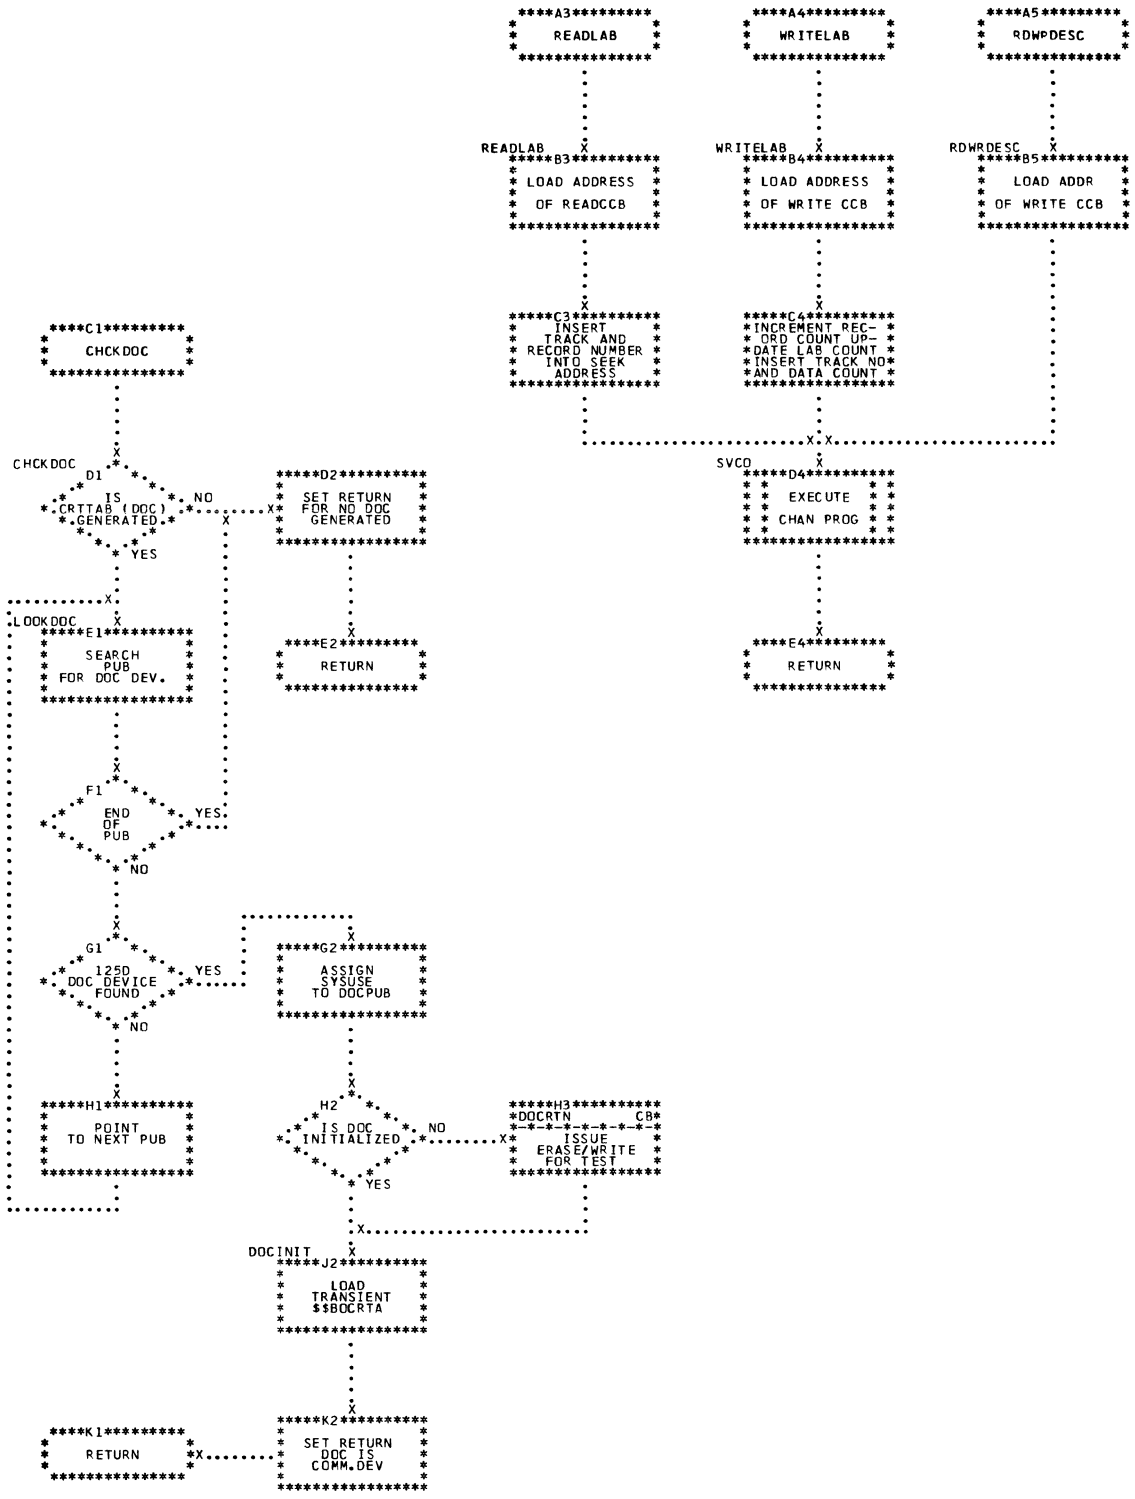 A3
READLAB
A4
WRITELAB
A5
RDWPDESC
READLAB
B3
LOAD ADDRESS
OF READCCB
WRITELAB
B4
LOAD ADDRESS
OF WRITE CCB
RDWRDESC
B5
LOAD ADDR
OF WRITE CCB
C1
CHCKDOC
C3
INSERT
TRACK AND
RECORD NUMBER
INTO SEEK
ADDRESS
C4
INCREMENT REC-
ORD COUNT UP-
DATE LAB COUNT
INSERT TRACK NO
AND DATA COUNT
CHCKDOC
D1
IS
CRTTAB (DOC)
GENERATED
NO
YES
D2
SET RETURN
FOR NO DOC
GENERATED
SVC0
D4
EXECUTE
CHAN PROG
LOOKDOC
E1
SEARCH
PUB
FOR DOC DEV.
E2
RETURN
E4
RETURN
F1
END
OF
PUB
YES
NO
G1
125D
DOC DEVICE
FOUND
YES
NO
G2
ASSIGN
SYSUSE
TO DOCPUB
H1
POINT
TO NEXT PUB
H2
IS DOC
INITIALIZED
NO
YES
H3
DOCRTN CB
ISSUE
ERASE/WRITE
FOR TEST
DOCINIT
J2
LOAD
TRANSIENT
$$BOCRTA
K1
RETURN
K2
SET RETURN
DOC IS
COMM.DEV